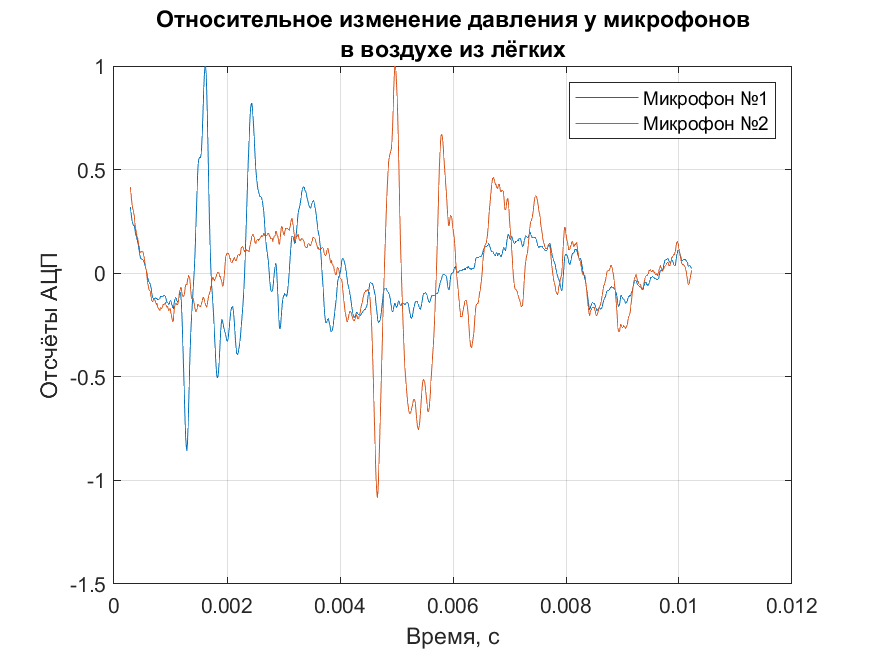 Относительное изменение давления у микрофонов
в воздухе из лёгких
Микрофон №1
Микрофон №2
Отсчёты АЦП
1
0.5
0
-0.5
-1
-1.5
0
0.002
0.004
0.006
0.008
0.01
0.012
Время, с